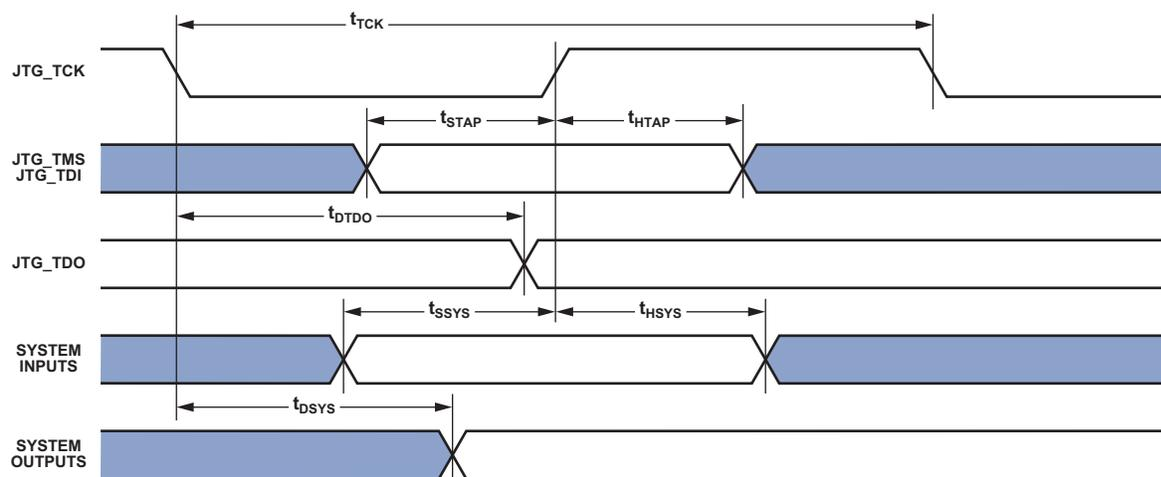 tTCK
JTG_TCK
tSTAP
tHTAP
JTG_TMS
JTG_TDI
tDTDO
JTG_TDO
tSSYS
tHSYS
SYSTEM
INPUTS
tDSYS
SYSTEM
OUTPUTS